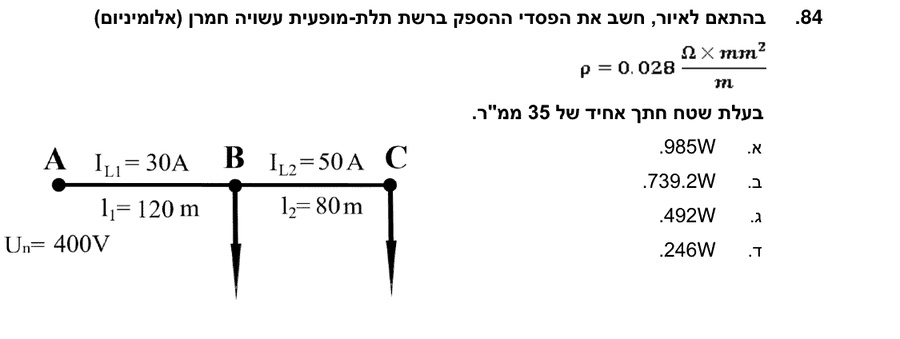 84. בהתאם לאיור, חשב את הפסדי ההספק ברשת תלת-מופעית עשויה חמרן (אלומיניום)
ρ = 0.028 Ω × mm² / m
בעלת שטח חתך אחיד של 35 ממ"ר.
א. 985W.
ב. 739.2W.
ג. 492W.
ד. 246W.
A I_L1 = 30A B I_L2 = 50A C
l₁= 120 m l₂= 80m
Uₙ= 400V